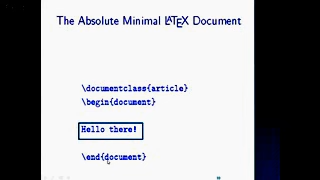 The Absolute Minimal LATEX Document
\documentclass{article}
\begin{document}
Hello there!
\end{document}